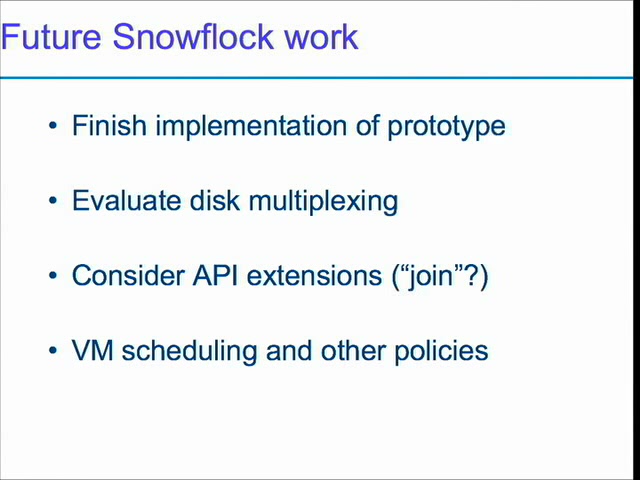 Future Snowflock work
• Finish implementation of prototype
• Evaluate disk multiplexing
• Consider API extensions (“join”?)
• VM scheduling and other policies